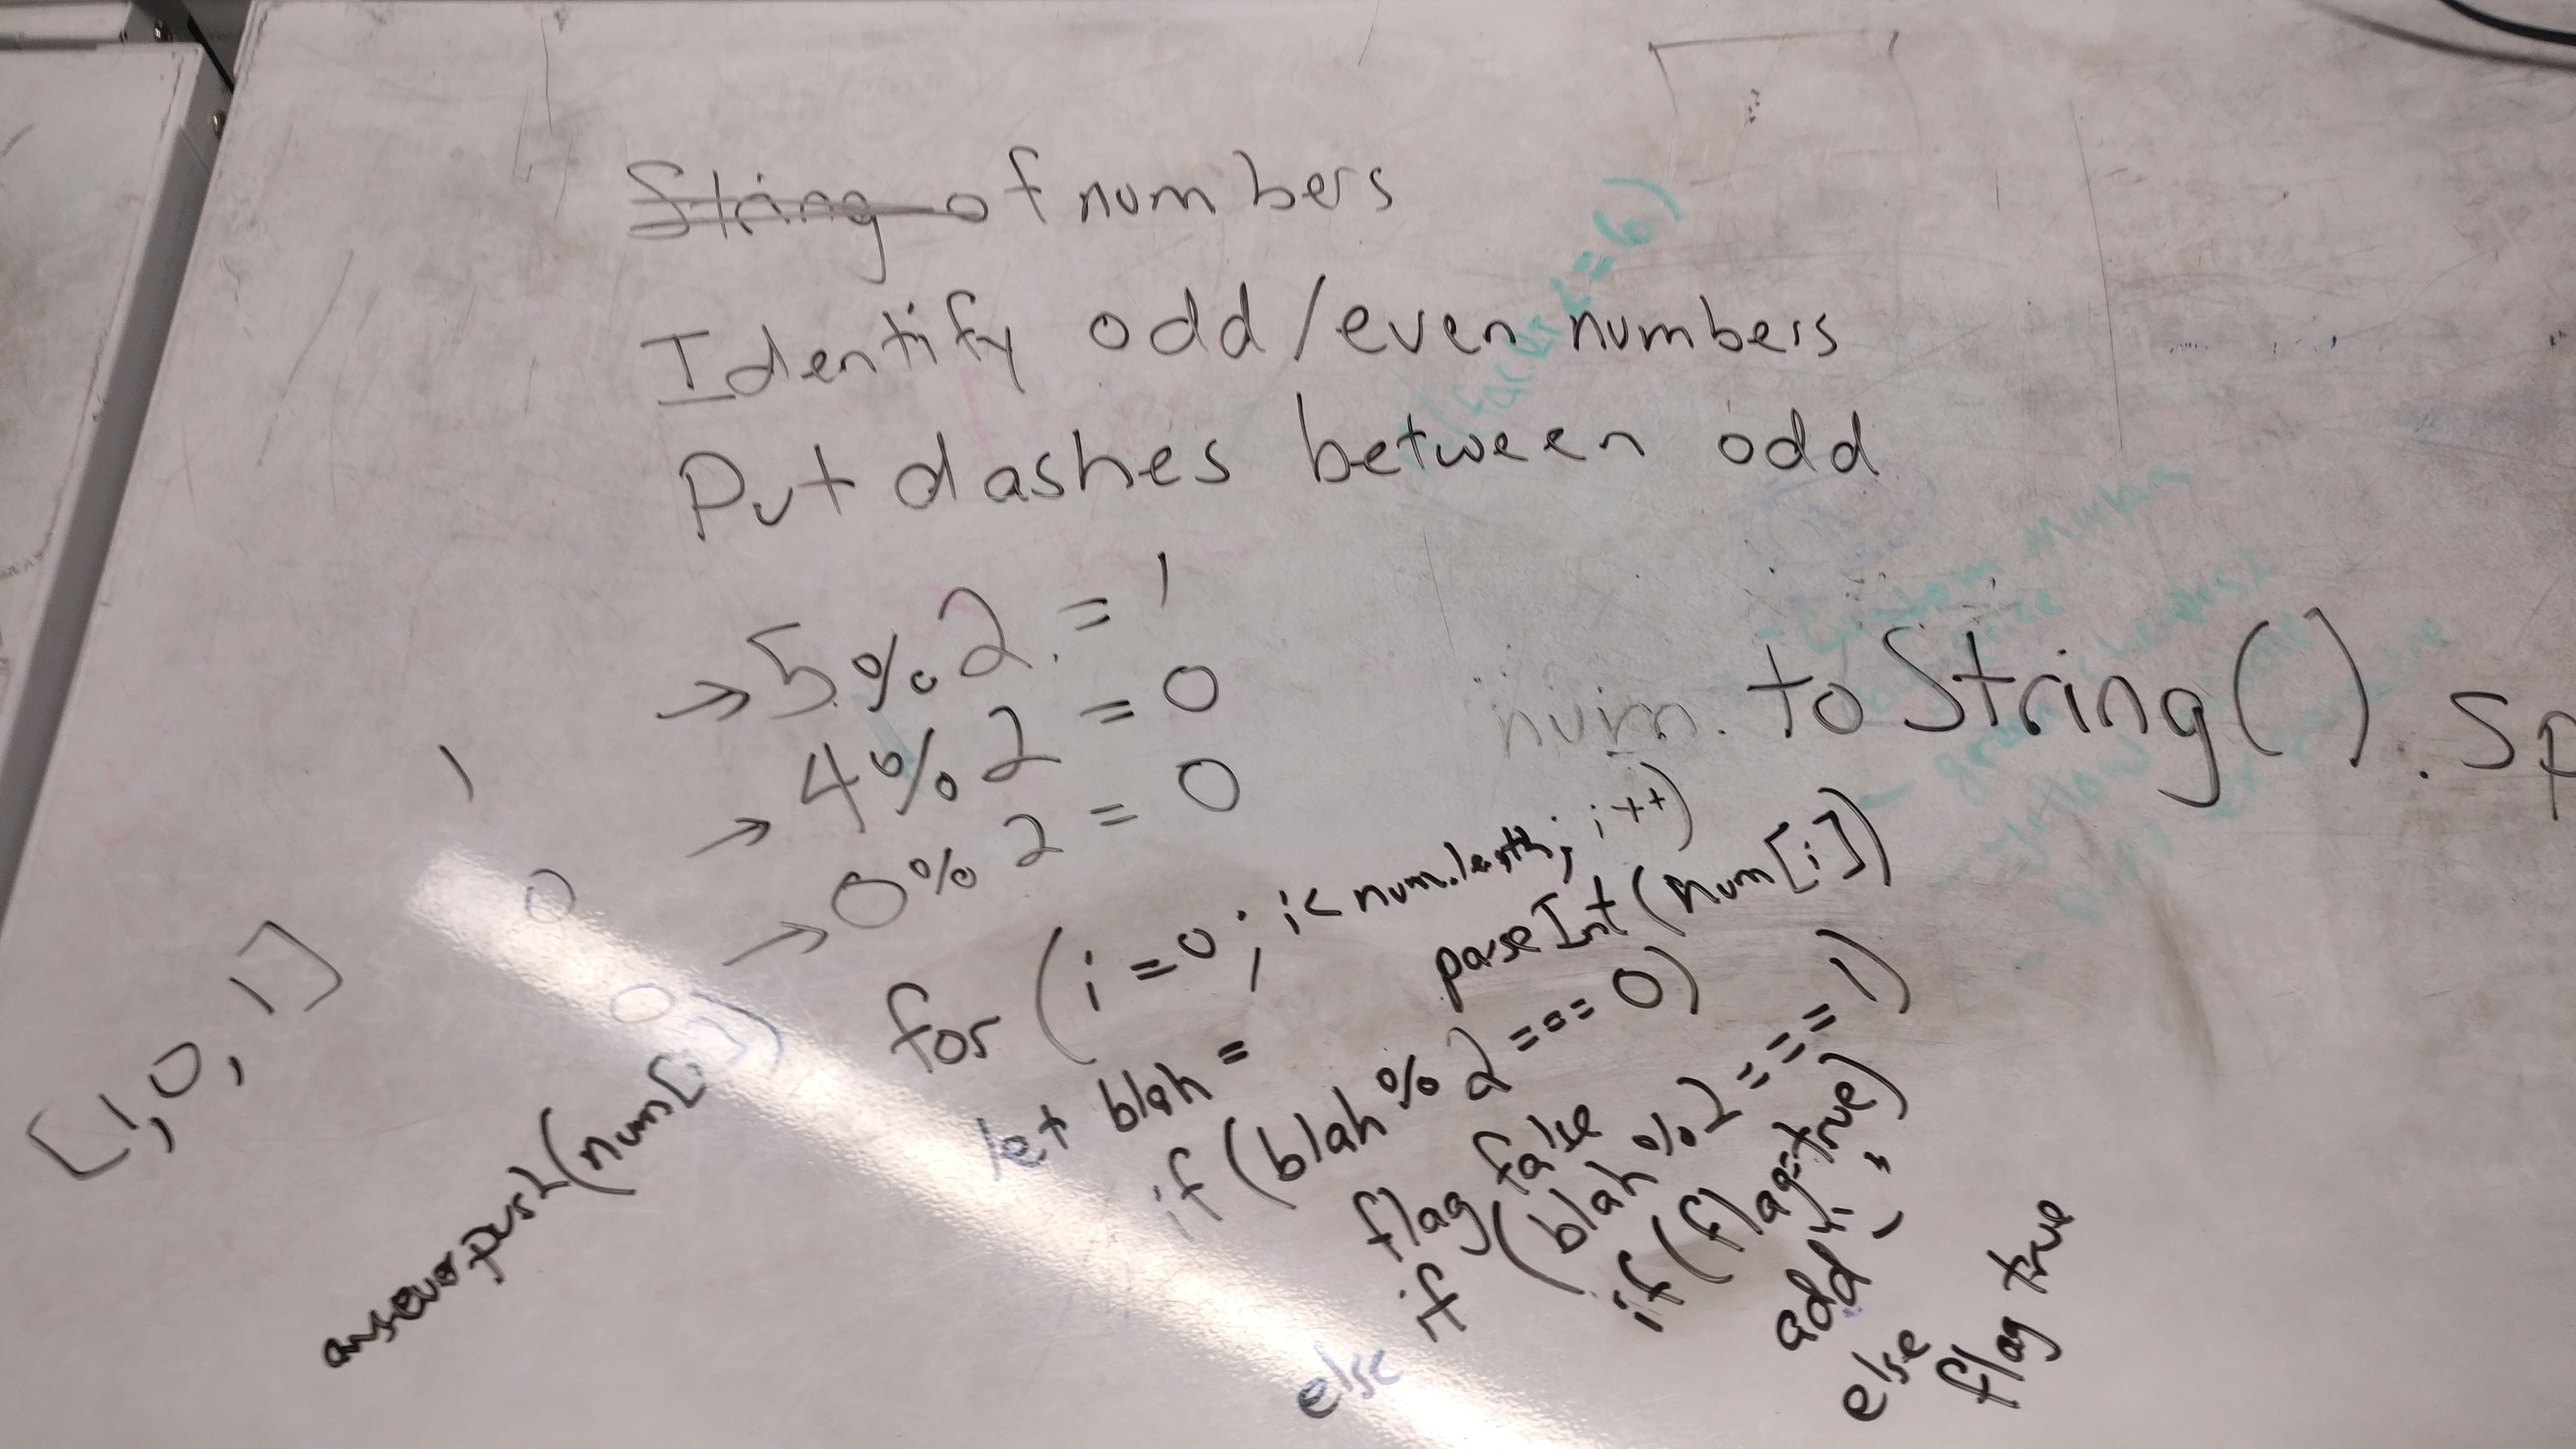 String of numbers
Identify odd/even numbers
Put dashes between odd
→ 5%2 = 1
→ 4%2 = 0
→ 0%2 = 0
num.toString().sp
1
0
0
[1,0,1]
for (i=0; i<num.length; i++)
let blah = parseInt(num[i])
if (blah%2 === 0)
flag false
else if (blah%2 === 1)
if (flag=true)
add "-"
else
flag true
answer.push(num[i])
= 6)